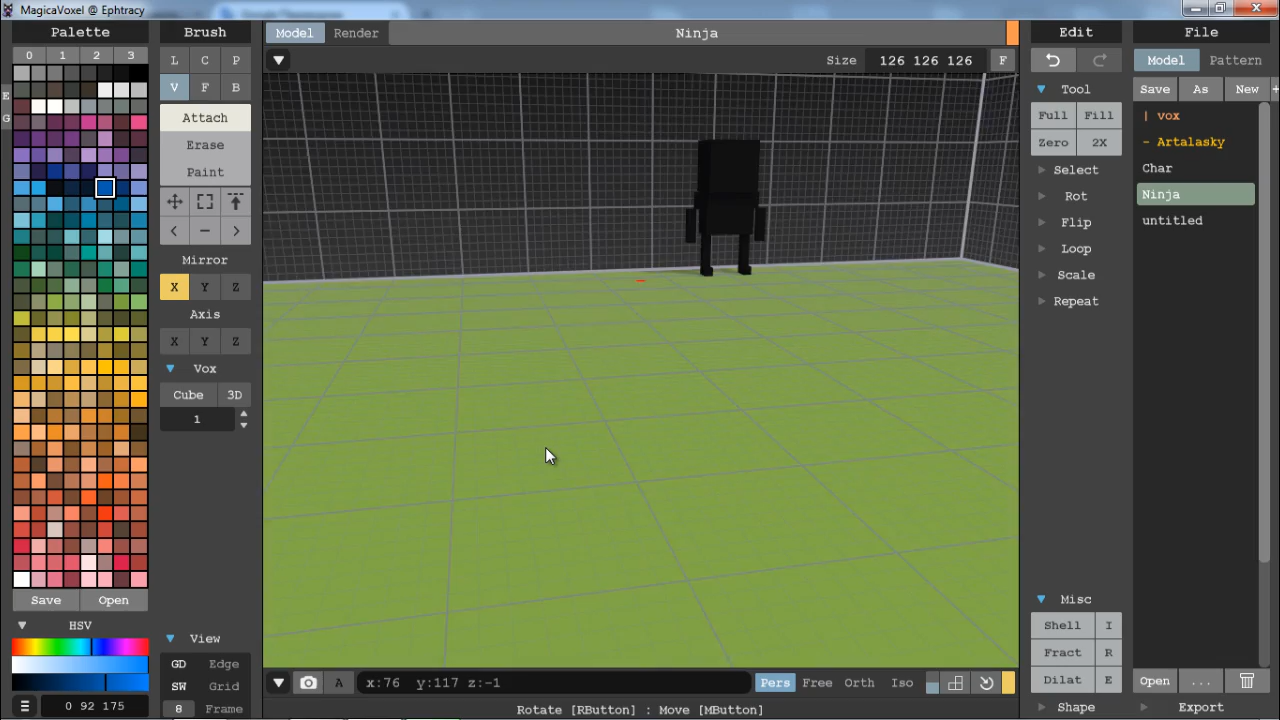 MagicaVoxel @ Ephtracy
Palette
Brush
Model Render Ninja
Edit
File
0 1 2 3
L C P
Size 126 126 126 F
Model Pattern
V F B
Tool
Save As New +
E
G
Attach
Full Fill
| vox
Erase
Zero 2X
- Artalasky
Paint
Select
Char
Rot
Ninja
Flip
untitled
< – >
Loop
Mirror
Scale
X Y Z
Repeat
Axis
X Y Z
Vox
Cube 3D
1
Save Open
HSV
View
GD Edge
SW Grid
8 Frame
0 92 175
Misc
Shell I
Fract R
Dilat E
Open ...
Shape
Export
A x:76 y:117 z:-1
Pers Free Orth Iso
Rotate [RButton] : Move [MButton]